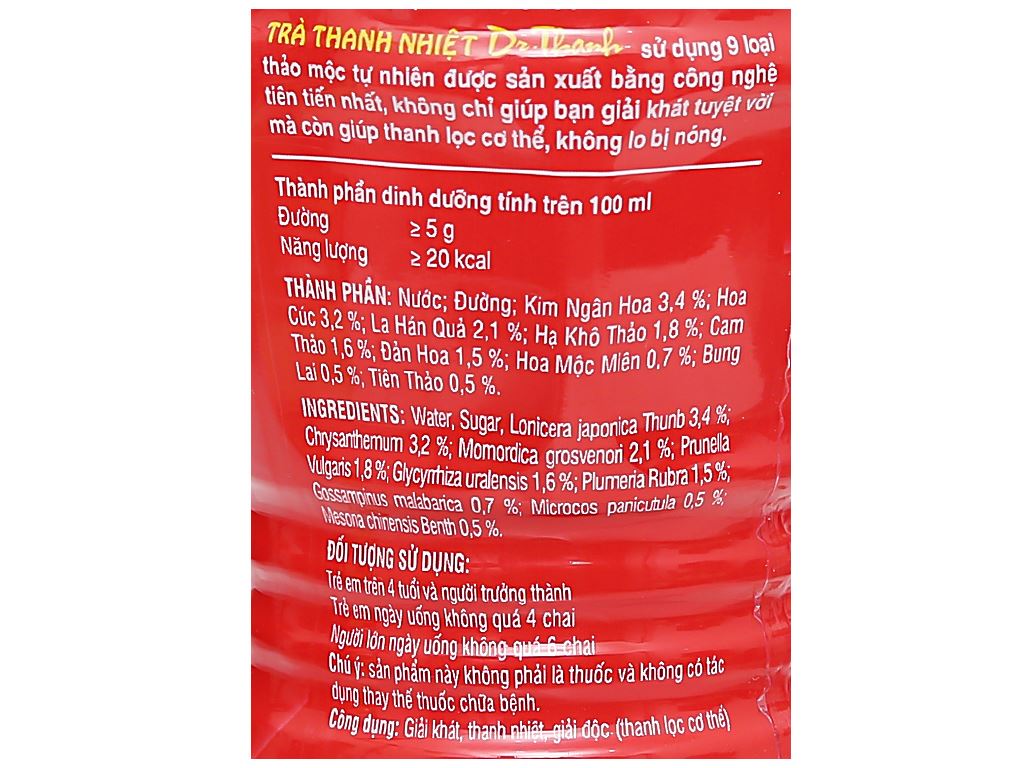 TRÀ THANH NHIỆT Dr.Thanh sử dụng 9 loại
thảo mộc tự nhiên được sản xuất bằng công nghệ
tiên tiến nhất, không chỉ giúp bạn giải khát tuyệt vời
mà còn giúp thanh lọc cơ thể, không lo bị nóng.
Thành phần dinh dưỡng tính trên 100 ml
Đường ≥ 5 g
Năng lượng ≥ 20 kcal
THÀNH PHẦN: Nước; Đường; Kim Ngân Hoa 3,4 %; Hoa
Cúc 3,2 %; La Hán Quả 2,1 %; Hạ Khô Thảo 1,8 %; Cam
Thảo 1,6 %; Đản Hoa 1,5 %; Hoa Mộc Miên 0,7 %; Bung
Lai 0,5 %; Tiên Thảo 0,5 %.
INGREDIENTS: Water, Sugar, Lonicera japonica Thunb 3,4 %;
Chrysanthemum 3,2 %; Momordica grosvenori 2,1 %; Prunella
Vulgaris 1,8 %; Glycyrrhiza uralensis 1,6 %; Plumeria Rubra 1,5 %;
Gossampinus malabarica 0,7 %; Microcos panicutula 0,5 %;
Mesona chinensis Benth 0,5 %.
ĐỐI TƯỢNG SỬ DỤNG:
Trẻ em trên 4 tuổi và người trưởng thành
Trẻ em ngày uống không quá 4 chai
Người lớn ngày uống không quá 6 chai
Chú ý: sản phẩm này không phải là thuốc và không có tác
dụng thay thế thuốc chữa bệnh.
Công dụng: Giải khát, thanh nhiệt, giải độc (thanh lọc cơ thể)